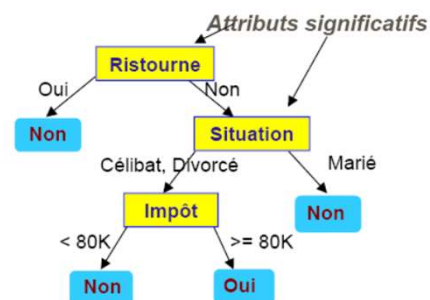 Attributs significatifs
Ristourne
Oui
Non
Non
Situation
Célibat, Divorcé
Marié
Impôt
Non
< 80K
>= 80K
Non
Oui